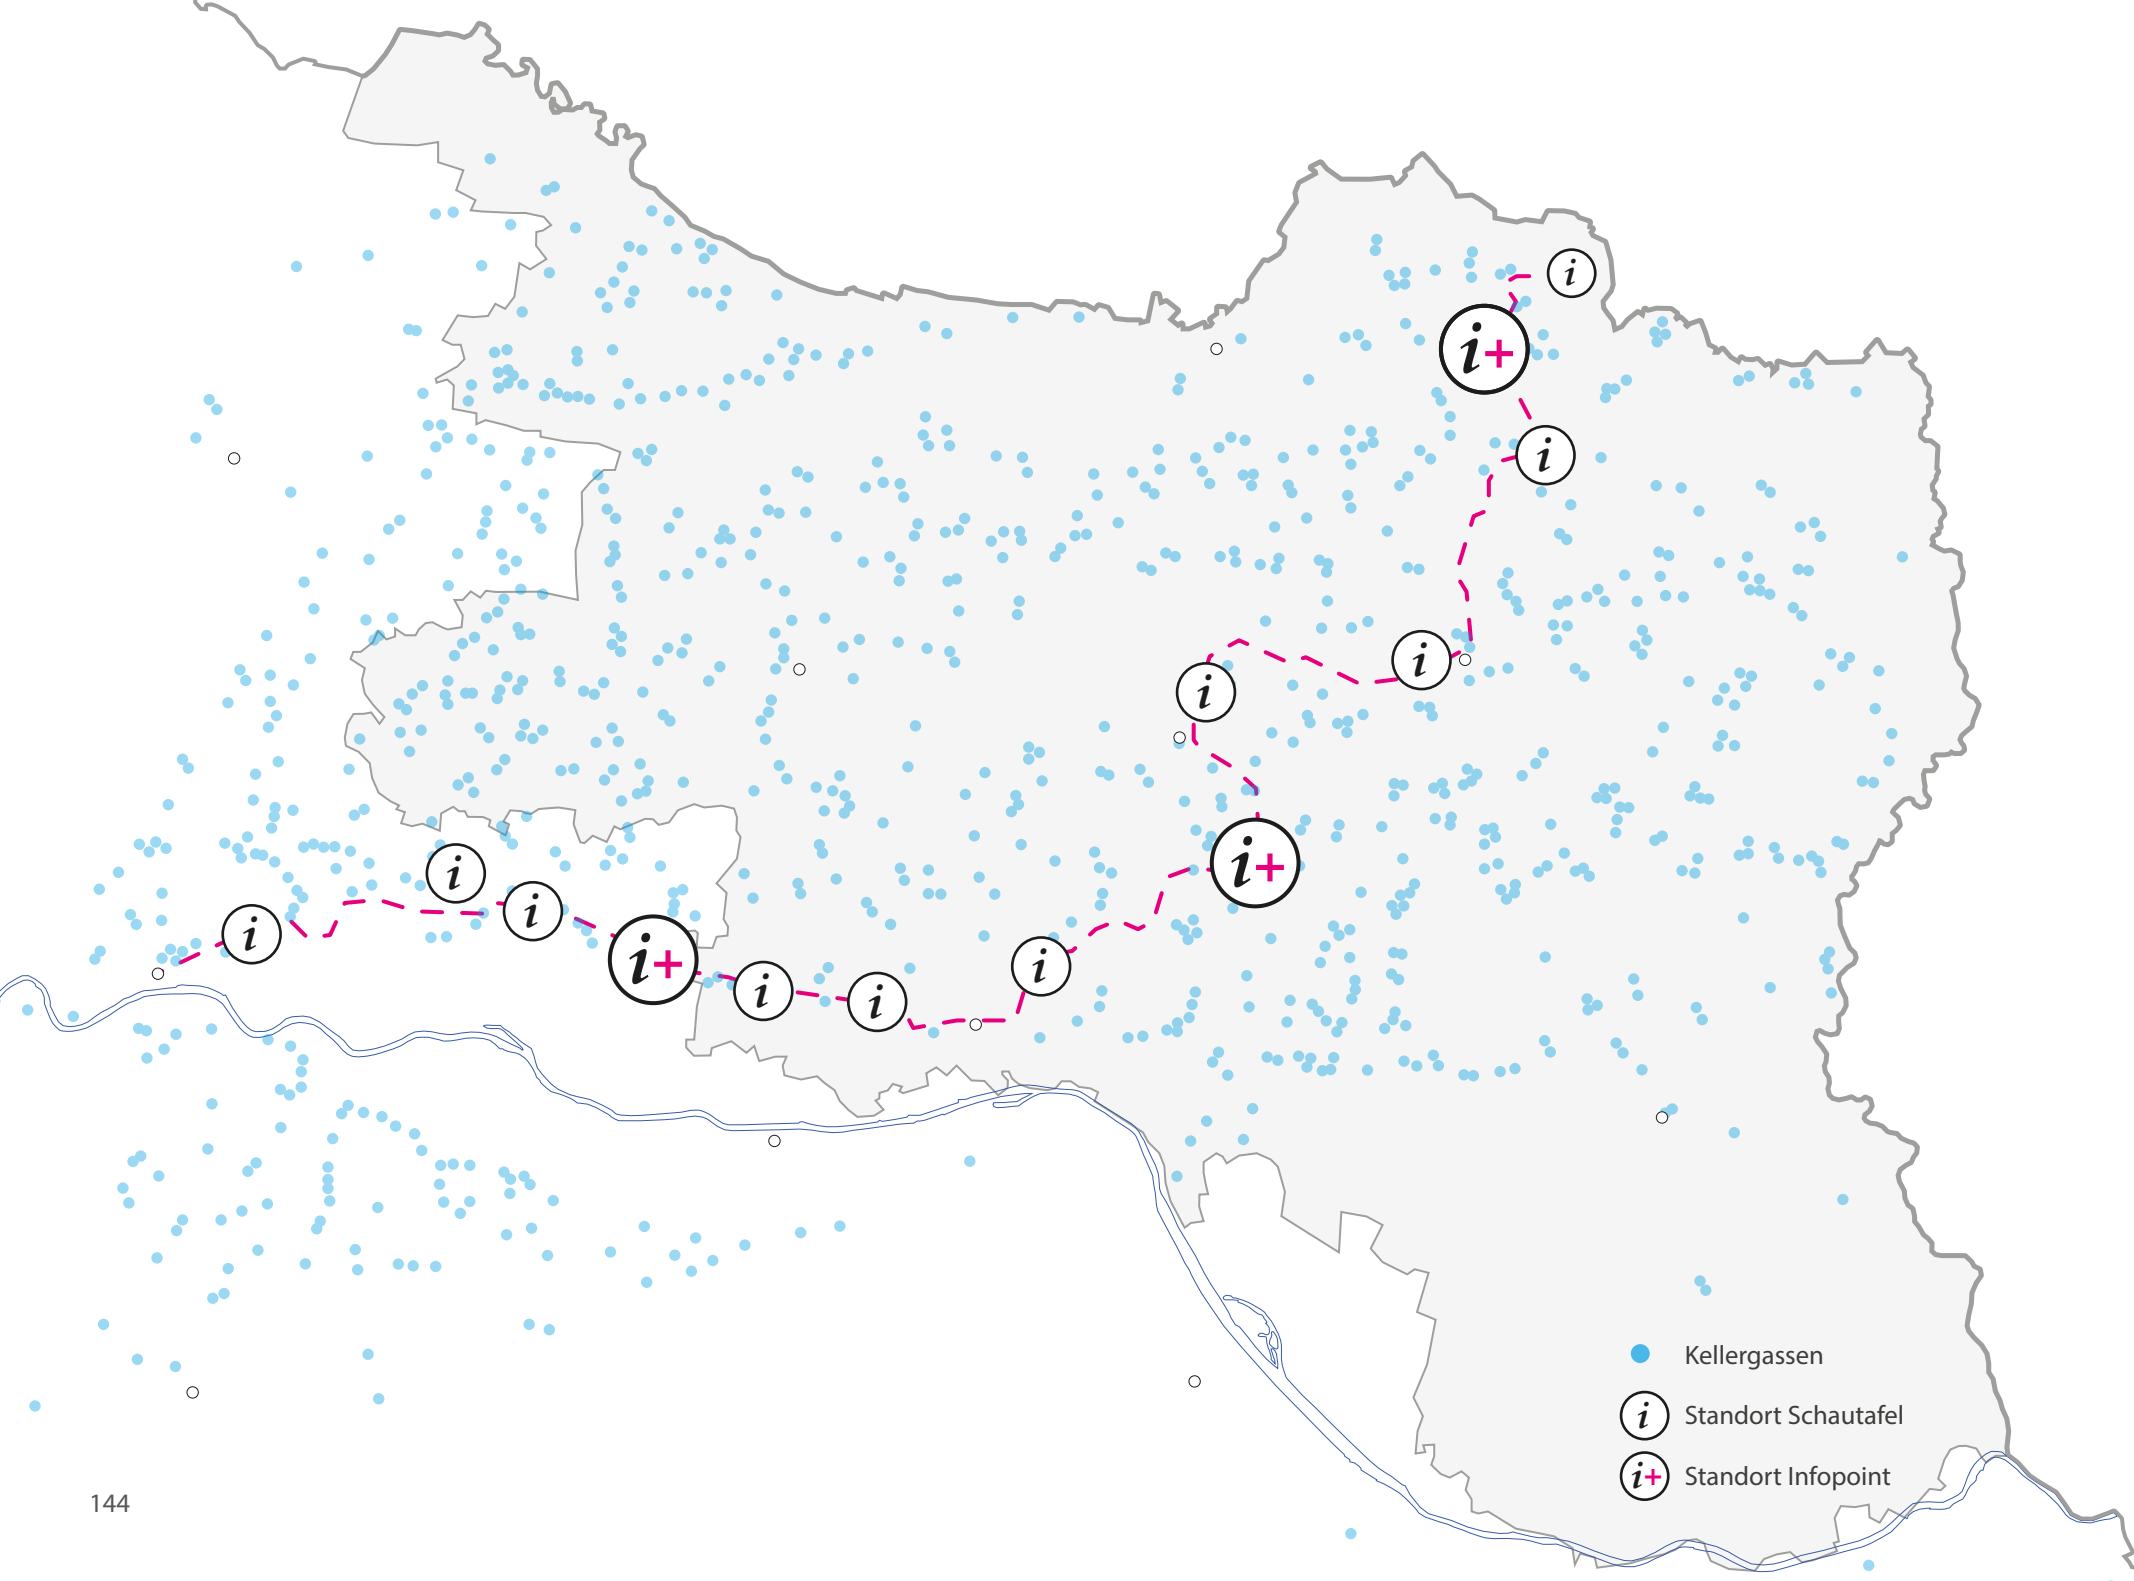 i
i+
i
i
i
i+
i
i
i
i+
i
i
i
Kellergassen
i Standort Schautafel
i+ Standort Infopoint
144